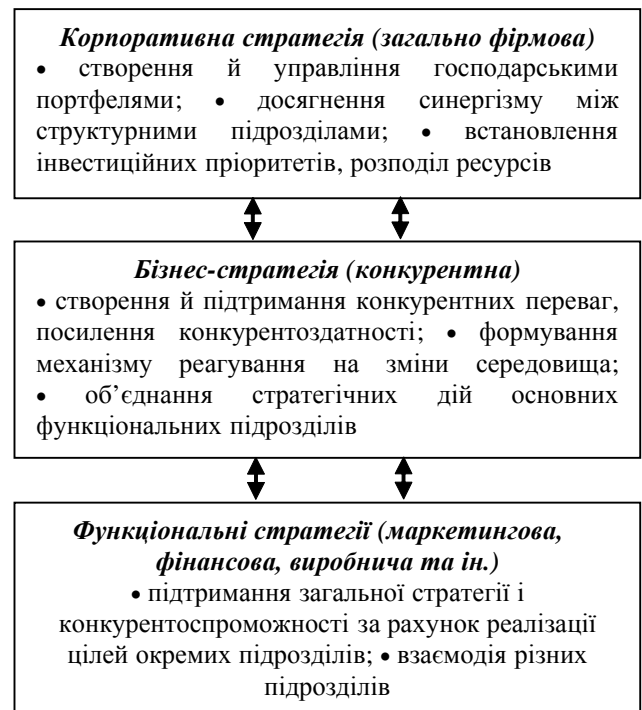 Корпоративна стратегія (загально фірмова)
• створення й управління господарськими
портфелями; • досягнення синергізму між
структурними підрозділами; • встановлення
інвестиційних пріоритетів, розподіл ресурсів
Бізнес-стратегія (конкурентна)
• створення й підтримання конкурентних переваг,
посилення конкурентоздатності; • формування
механізму реагування на зміни середовища;
• об’єднання стратегічних дій основних
функціональних підрозділів
Функціональні стратегії (маркетингова,
фінансова, виробнича та ін.)
• підтримання загальної стратегії і
конкурентоспроможності за рахунок реалізації
цілей окремих підрозділів; • взаємодія різних
підрозділів